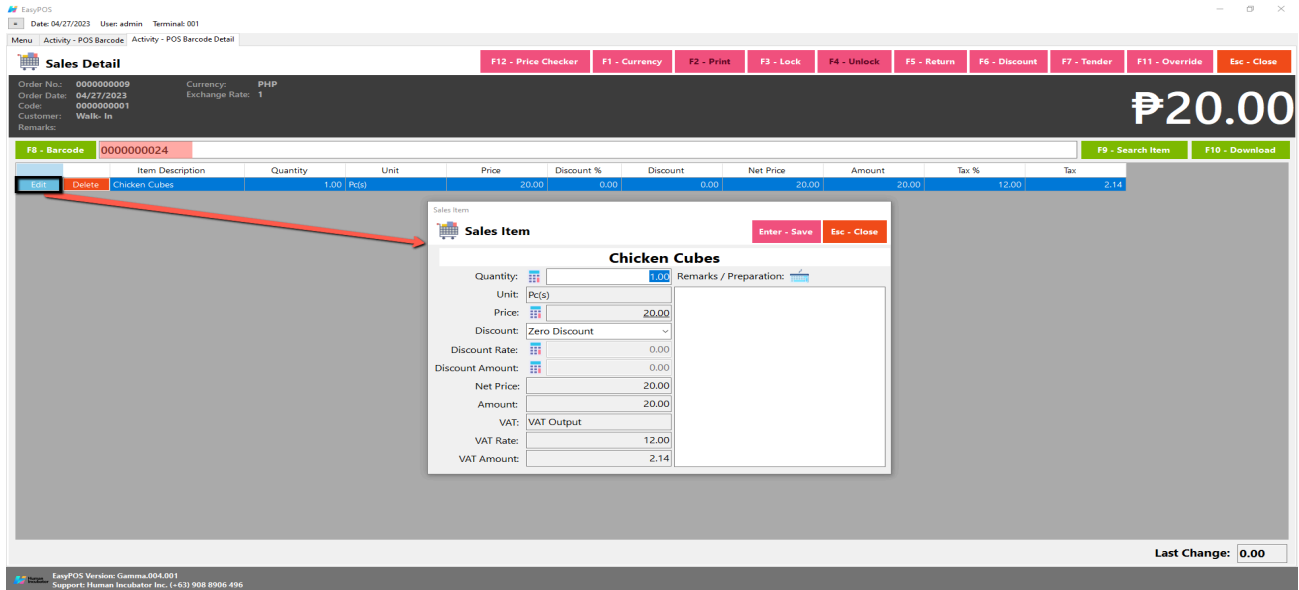 EasyPOS
Date: 04/27/2023 User: admin Terminal: 001
Menu Activity - POS Barcode Activity - POS Barcode Detail
Sales Detail F12 - Price Checker F1 - Currency F2 - Print F3 - Lock F4 - Unlock F5 - Return F6 - Discount F7 - Tender F11 - Override Esc - Close
Order No.: 0000000009 Currency: PHP
Order Date: 04/27/2023 Exchange Rate: 1
Code: 0000000001
Customer: Walk- In
Remarks:
₱20.00
F8 - Barcode 0000000024 F9 - Search Item F10 - Download
Item Description Quantity Unit Price Discount % Discount Net Price Amount Tax % Tax
Edit Delete Chicken Cubes 1.00 Pc(s) 20.00 0.00 0.00 20.00 20.00 12.00 2.14
Sales Item
Sales Item Enter - Save Esc - Close
Chicken Cubes
Quantity: 1.00 Remarks / Preparation:
Unit: Pc(s)
Price: 20.00
Discount: Zero Discount
Discount Rate: 0.00
Discount Amount: 0.00
Net Price: 20.00
Amount: 20.00
VAT: VAT Output
VAT Rate: 12.00
VAT Amount: 2.14
Last Change: 0.00
Human Incubator
EasyPOS Version: Gamma.004.001
Support: Human Incubator Inc. (+63) 908 8906 496